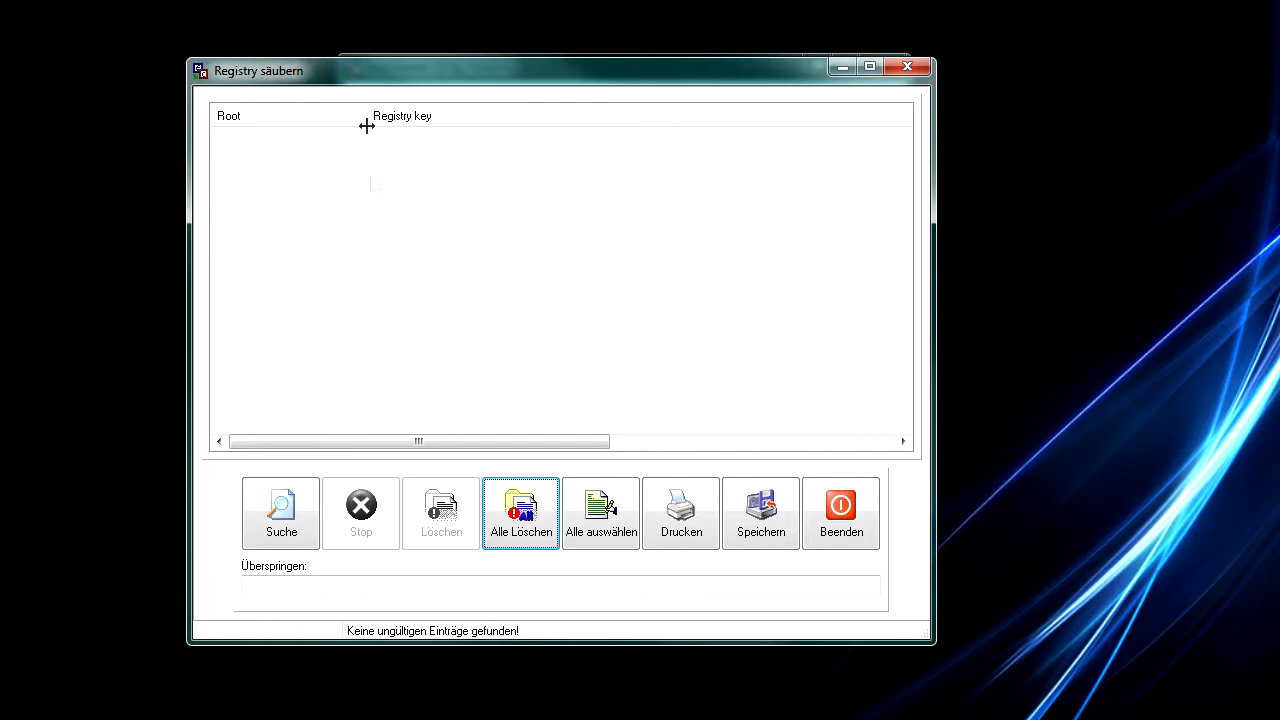 Registry säubern
Root
Registry key
Suche
Stop
Löschen
Alle Löschen
Alle auswählen
Drucken
Speichern
Beenden
Überspringen:
Keine ungültigen Einträge gefunden!